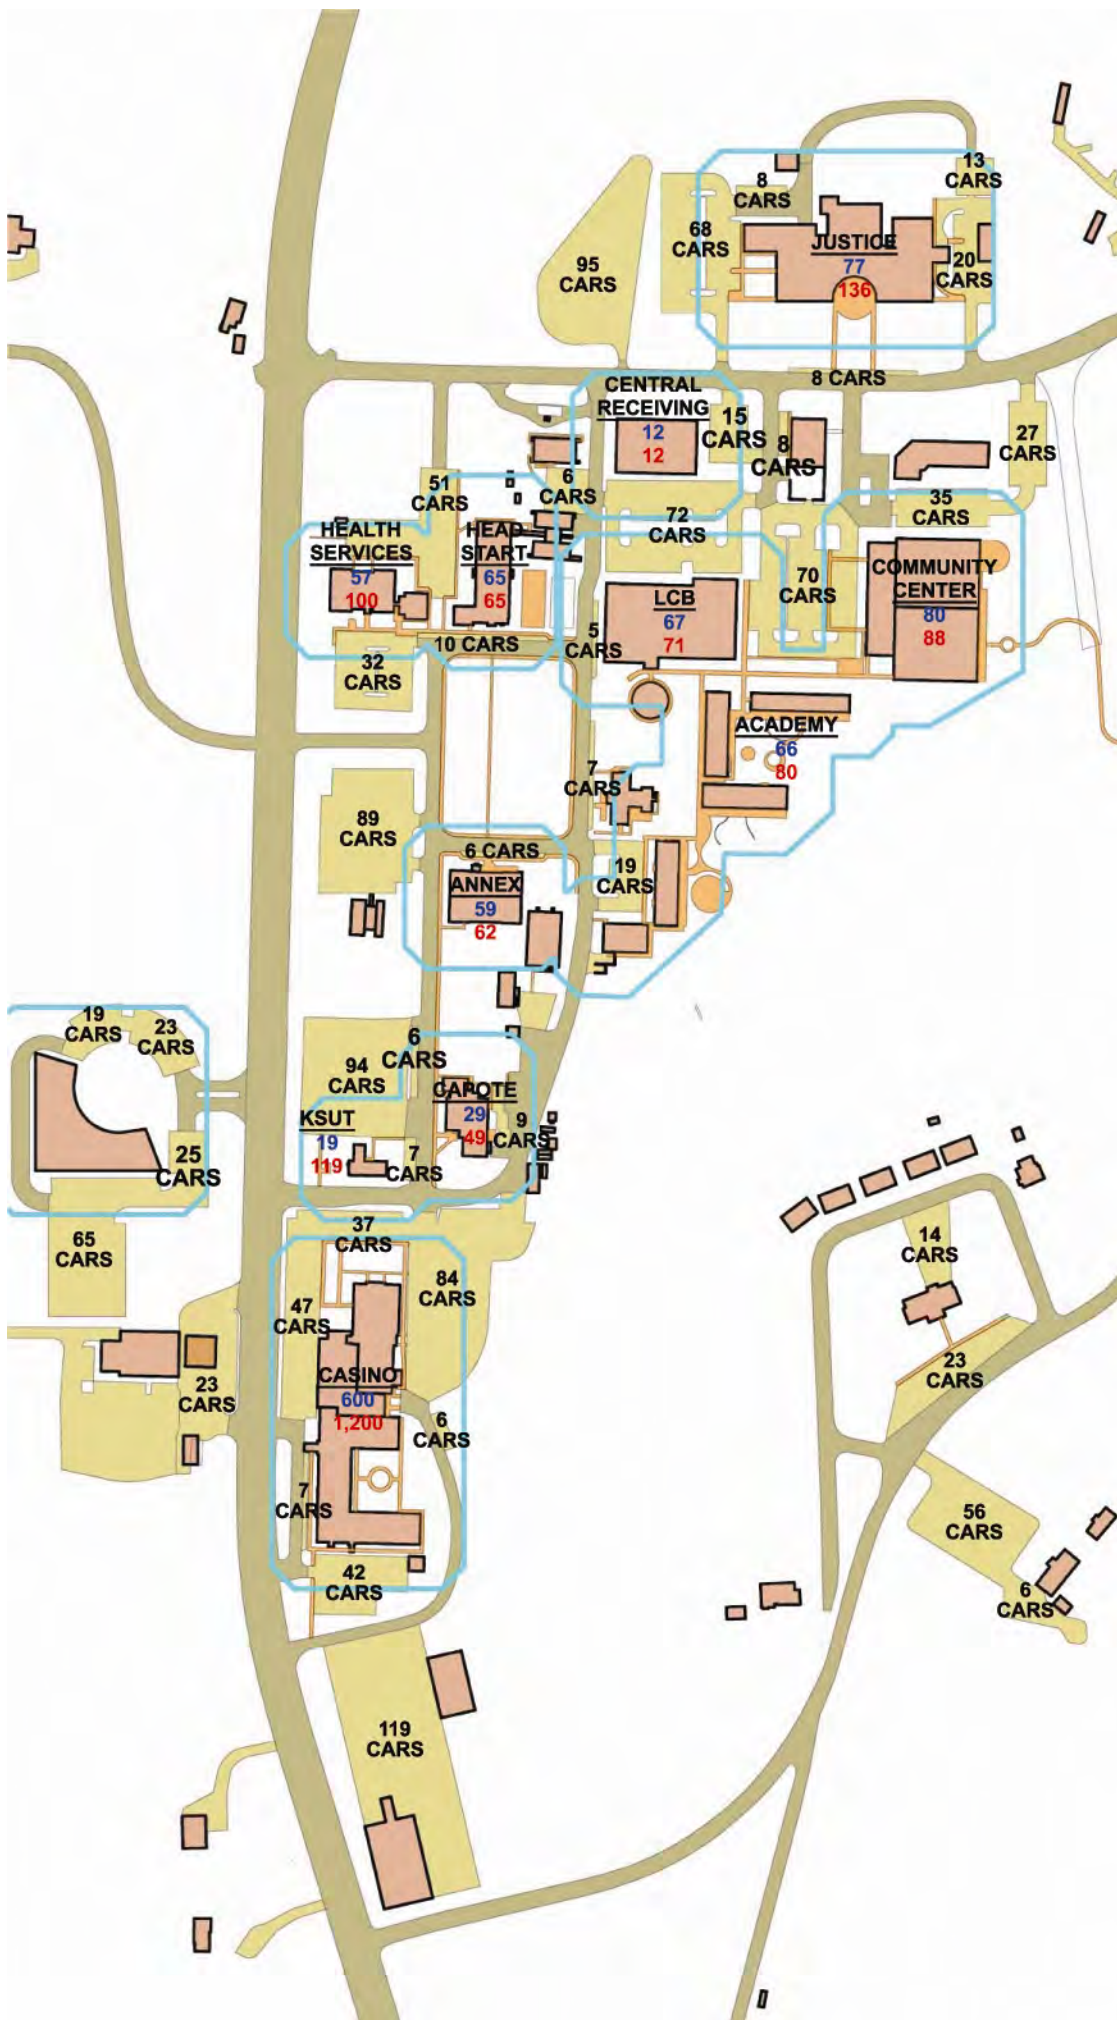 13
CARS
8
CARS
68
CARS
JUSTICE
77
136
20
CARS
95
CARS
8 CARS
CENTRAL
RECEIVING
12
12
15
CARS
8
CARS
27
CARS
51
CARS
6
CARS
35
CARS
72
CARS
HEALTH
SERVICES
57
100
HEAD
START
65
65
COMMUNITY
CENTER
80
88
70
CARS
LCB
67
71
5
CARS
10 CARS
32
CARS
ACADEMY
66
80
7
CARS
89
CARS
6 CARS
19
CARS
ANNEX
59
62
19
CARS
23
CARS
6
CARS
94
CARS
CAPOTE
29
49
KSUT
19
119
9
CARS
7
CARS
25
CARS
65
CARS
37
CARS
14
CARS
84
CARS
47
CARS
23
CARS
CASINO
600
1,200
23
CARS
6
CARS
7
CARS
56
CARS
42
CARS
6
CARS
119
CARS